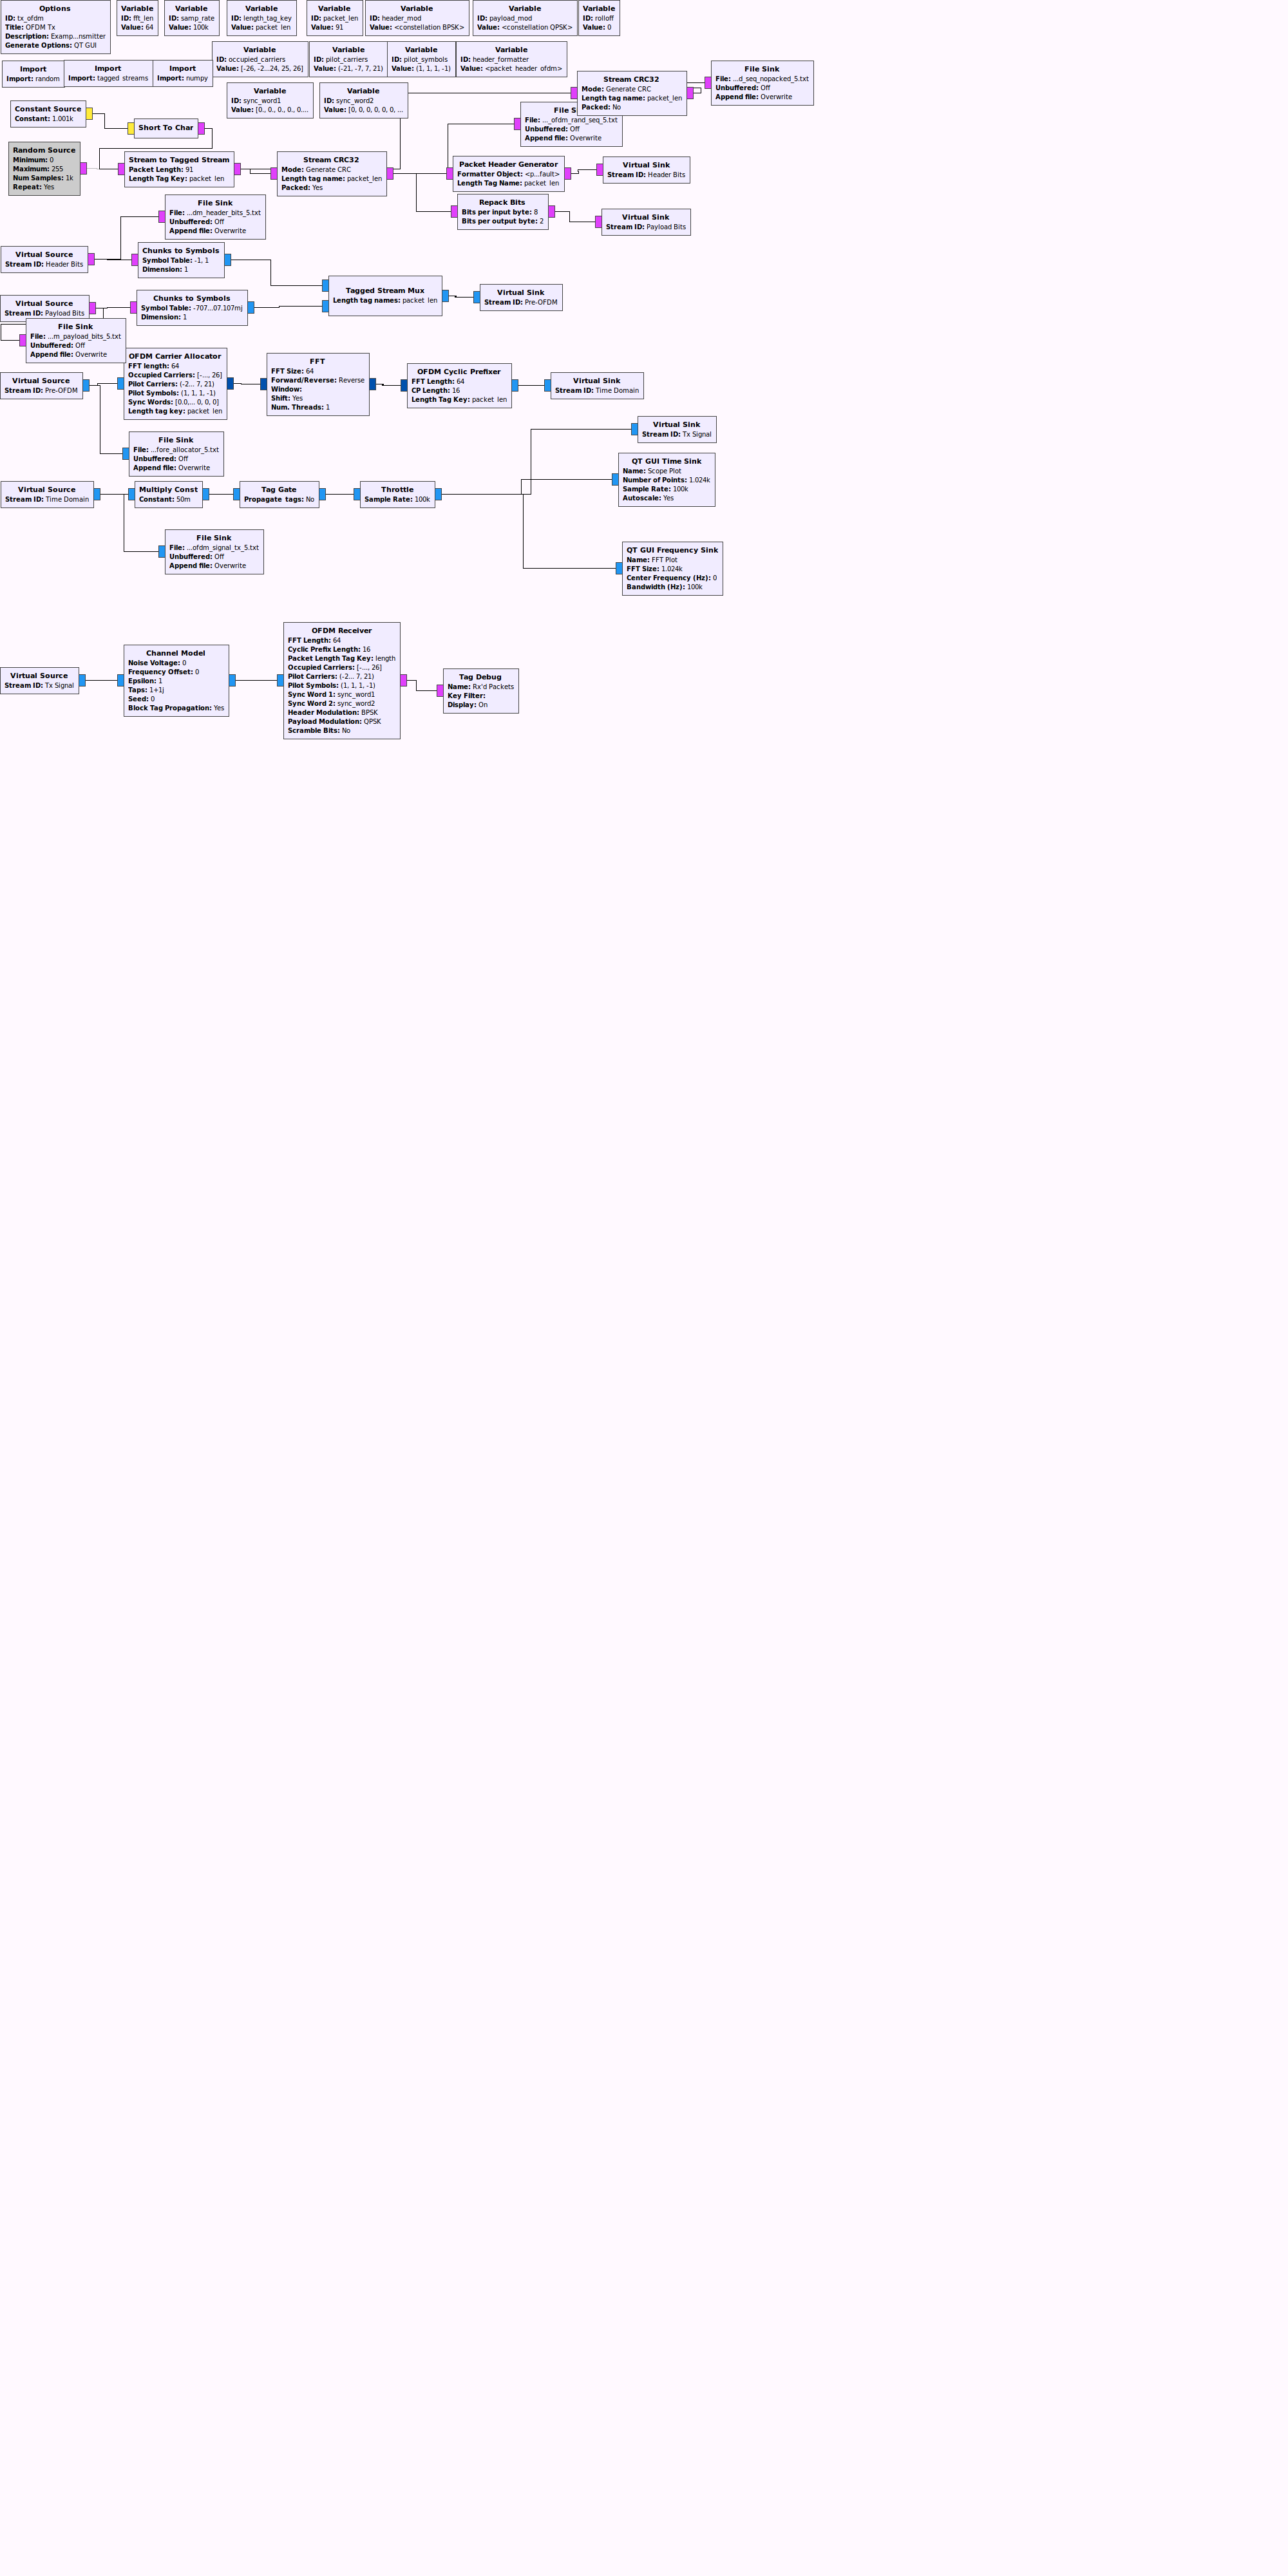 Options
ID: tx_ofdm
Title: OFDM Tx
Description: Examp...nsmitter
Generate Options: QT GUI
Variable
ID: fft_len
Value: 64
Variable
ID: samp_rate
Value: 100k
Variable
ID: length_tag_key
Value: packet_len
Variable
ID: packet_len
Value: 91
Variable
ID: header_mod
Value: <constellation BPSK>
Variable
ID: payload_mod
Value: <constellation QPSK>
Variable
ID: rolloff
Value: 0
Variable
ID: occupied_carriers
Value: [-26, -2...24, 25, 26]
Variable
ID: pilot_carriers
Value: (-21, -7, 7, 21)
Variable
ID: pilot_symbols
Value: (1, 1, 1, -1)
Variable
ID: header_formatter
Value: <packet_header_ofdm>
Import
Import: random
Import
Import: tagged_streams
Import
Import: numpy
Variable
ID: sync_word1
Value: [0., 0., 0., 0., 0....
Variable
ID: sync_word2
Value: [0, 0, 0, 0, 0, 0, ...
Stream CRC32
Mode: Generate CRC
Length tag name: packet_len
Packed: No
File Sink
File: ...d_seq_nopacked_5.txt
Unbuffered: Off
Append file: Overwrite
Constant Source
Constant: 1.001k
Short To Char
File S
File: ..._ofdm_rand_seq_5.txt
Unbuffered: Off
Append file: Overwrite
Random Source
Minimum: 0
Maximum: 255
Num Samples: 1k
Repeat: Yes
Stream to Tagged Stream
Packet Length: 91
Length Tag Key: packet_len
Stream CRC32
Mode: Generate CRC
Length tag name: packet_len
Packed: Yes
Packet Header Generator
Formatter Object: <p...fault>
Length Tag Name: packet_len
Virtual Sink
Stream ID: Header Bits
Repack Bits
Bits per input byte: 8
Bits per output byte: 2
Virtual Sink
Stream ID: Payload Bits
File Sink
File: ...dm_header_bits_5.txt
Unbuffered: Off
Append file: Overwrite
Virtual Source
Stream ID: Header Bits
Chunks to Symbols
Symbol Table: -1, 1
Dimension: 1
Tagged Stream Mux
Length tag names: packet_len
Virtual Sink
Stream ID: Pre-OFDM
Virtual Source
Stream ID: Payload Bits
Chunks to Symbols
Symbol Table: -707...07.107mj
Dimension: 1
File Sink
File: ...m_payload_bits_5.txt
Unbuffered: Off
Append file: Overwrite
Virtual Source
Stream ID: Pre-OFDM
OFDM Carrier Allocator
FFT length: 64
Occupied Carriers: [-..., 26]
Pilot Carriers: (-2... 7, 21)
Pilot Symbols: (1, 1, 1, -1)
Sync Words: [0.0,... 0, 0, 0]
Length tag key: packet_len
FFT
FFT Size: 64
Forward/Reverse: Reverse
Window:
Shift: Yes
Num. Threads: 1
OFDM Cyclic Prefixer
FFT Length: 64
CP Length: 16
Length Tag Key: packet_len
Virtual Sink
Stream ID: Time Domain
File Sink
File: ...fore_allocator_5.txt
Unbuffered: Off
Append file: Overwrite
Virtual Sink
Stream ID: Tx Signal
QT GUI Time Sink
Name: Scope Plot
Number of Points: 1.024k
Sample Rate: 100k
Autoscale: Yes
Virtual Source
Stream ID: Time Domain
Multiply Const
Constant: 50m
Tag Gate
Propagate_tags: No
Throttle
Sample Rate: 100k
File Sink
File: ...ofdm_signal_tx_5.txt
Unbuffered: Off
Append file: Overwrite
QT GUI Frequency Sink
Name: FFT Plot
FFT Size: 1.024k
Center Frequency (Hz): 0
Bandwidth (Hz): 100k
Virtual Source
Stream ID: Tx Signal
Channel Model
Noise Voltage: 0
Frequency Offset: 0
Epsilon: 1
Taps: 1+1j
Seed: 0
Block Tag Propagation: Yes
OFDM Receiver
FFT Length: 64
Cyclic Prefix Length: 16
Packet Length Tag Key: length
Occupied Carriers: [-..., 26]
Pilot Carriers: (-2... 7, 21)
Pilot Symbols: (1, 1, 1, -1)
Sync Word 1: sync_word1
Sync Word 2: sync_word2
Header Modulation: BPSK
Payload Modulation: QPSK
Scramble Bits: No
Tag Debug
Name: Rx'd Packets
Key Filter:
Display: On